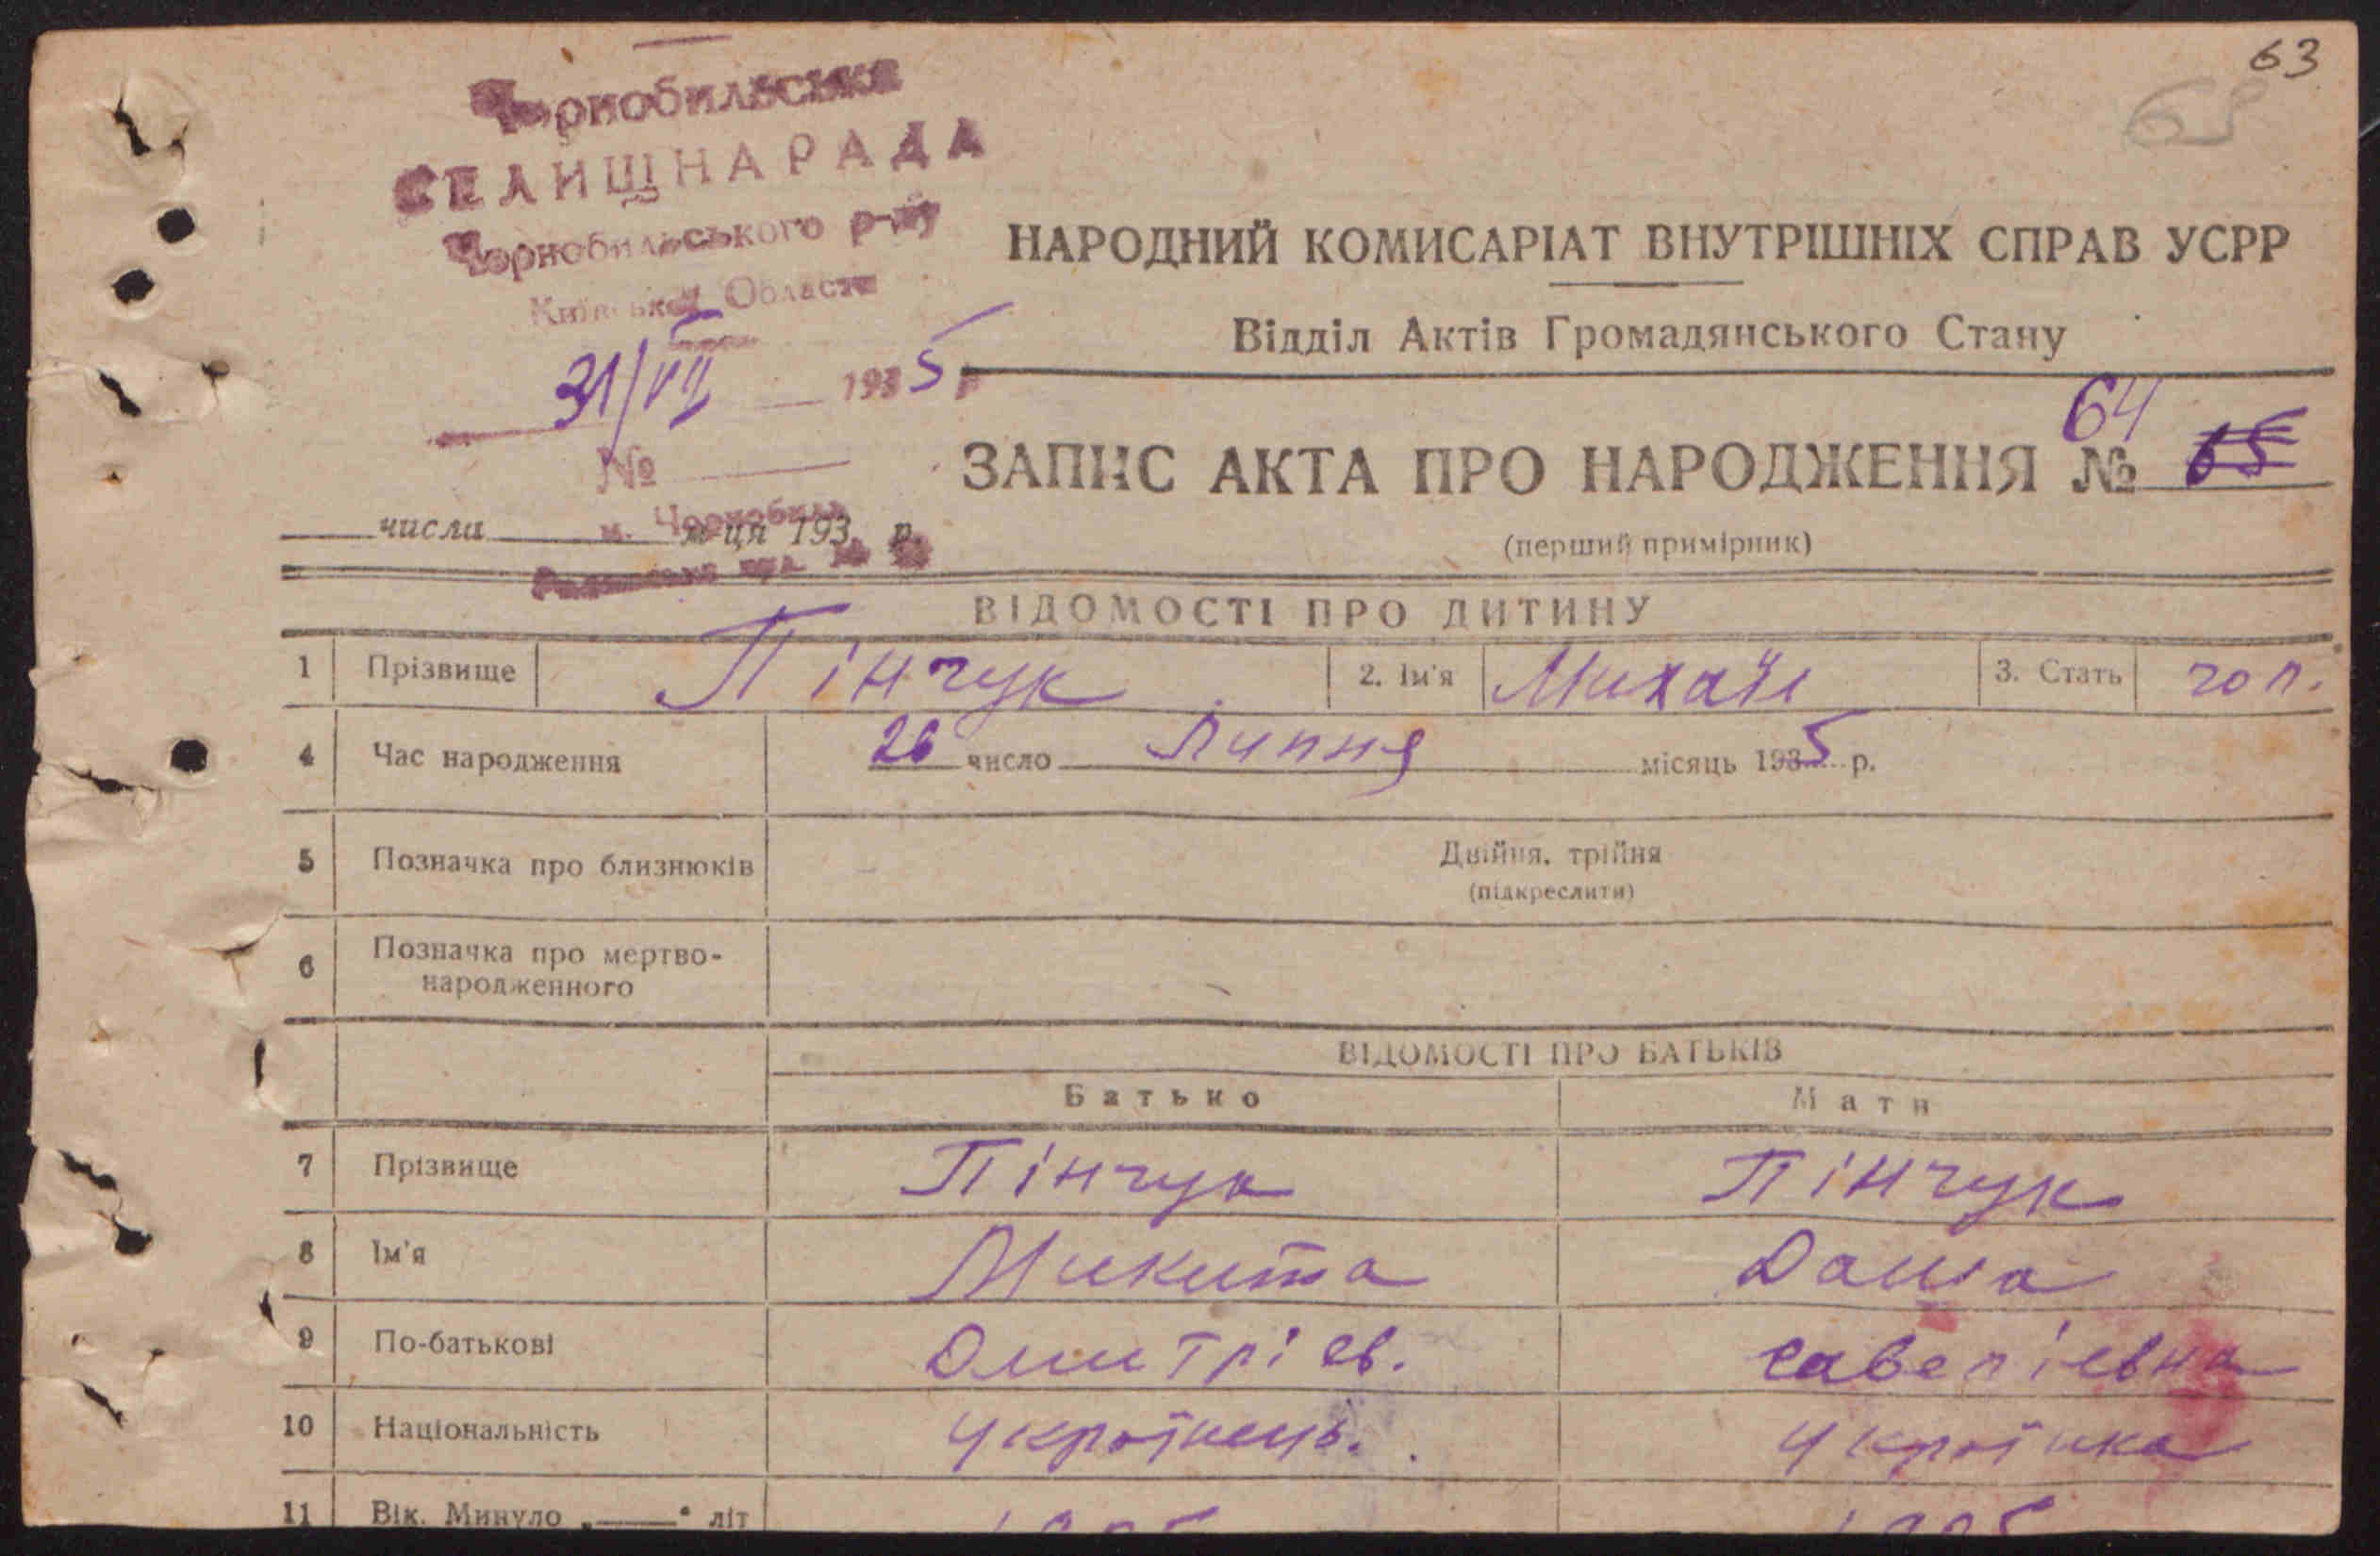 63
Чорнобильська
СЕЛИЩНА РАДА
Чорнобильського р-ну
Київської Области
31/VII 1935 р
№
м. Чорнобиль
НАРОДНИЙ КОМИСАРІАТ ВНУТРІШНІХ СПРАВ УСРР
Відділ Актів Громадянського Стану
64
ЗАПИС АКТА ПРО НАРОДЖЕННЯ № 65
(перший примірник)
числа м-ця 193 р.
ВІДОМОСТІ ПРО ДИТИНУ
1 Прізвище Пінчук 2. Ім'я Михайл 3. Стать чол.
4 Час народження 26 число Липня місяць 1935 р.
5 Позначка про близнюків Двійня, трійня
(підкреслити)
6 Позначка про мертво-
народженного
ВІДОМОСТІ ПРО БАТЬКІВ
Батько Мати
7 Прізвище Пінчук Пінчук
8 Ім'я Микита Даша
9 По-батькові Дмитрієв. Савеліевна
10 Національність Українець. Українка
11 Вік. Минуло „ “ літ